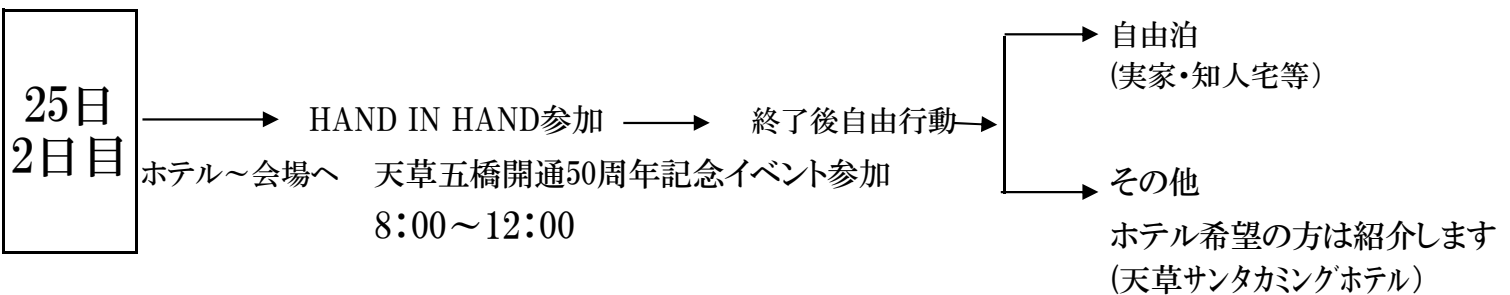 25日
2日目
ホテル～会場へ
HAND IN HAND参加
天草五橋開通50周年記念イベント参加
8：00～12：00
終了後自由行動
自由泊
(実家・知人宅等）
その他
ホテル希望の方は紹介します
(天草サンタカミングホテル）